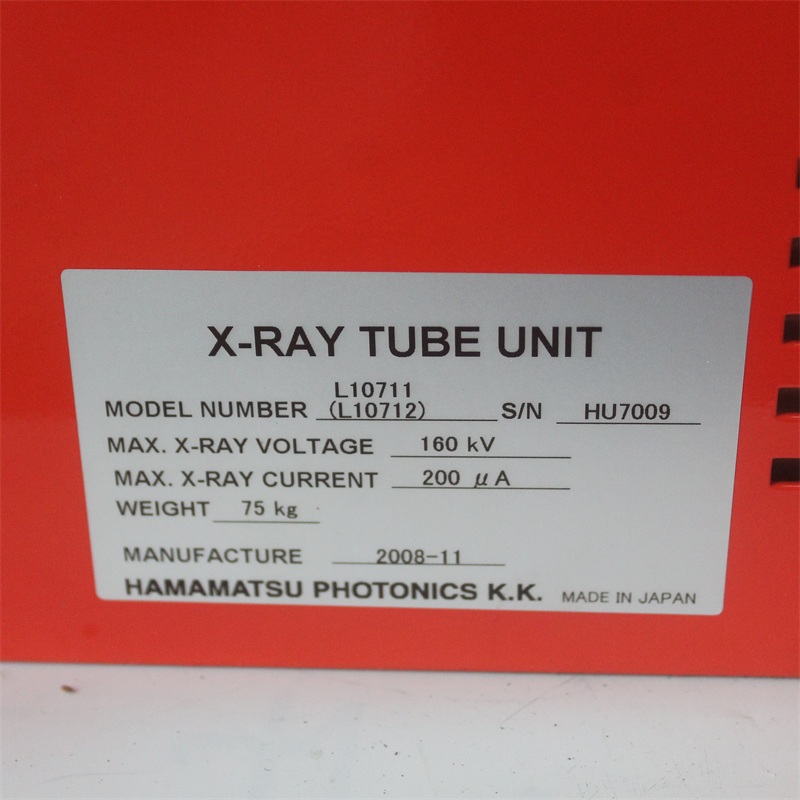 X-RAY TUBE UNIT
L10711
MODEL NUMBER (L10712) S/N HU7009
MAX. X-RAY VOLTAGE 160 kV
MAX. X-RAY CURRENT 200 μA
WEIGHT 75 kg
MANUFACTURE 2008-11
HAMAMATSU PHOTONICS K.K. MADE IN JAPAN